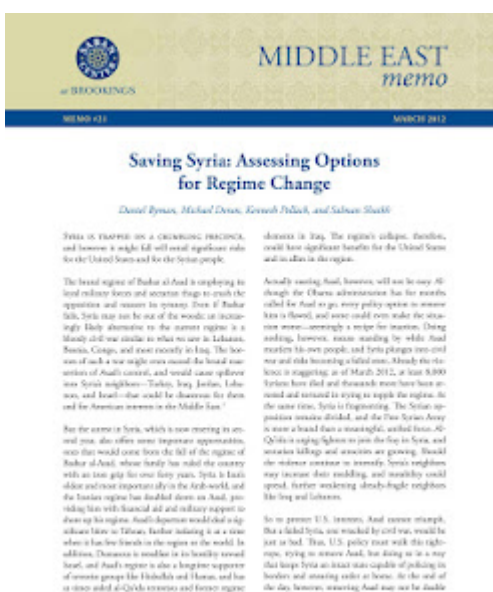 SABAN
CENTER
at BROOKINGS
MIDDLE EAST
memo
MEMO #21
MARCH 2012
Saving Syria: Assessing Options
for Regime Change
Daniel Byman, Michael Doran, Kenneth Pollack, and Salman Shaikh
SYRIA IS TRAPPED ON A CRUMBLING PRECIPICE,
and however it might fall will entail significant risks
for the United States and for the Syrian people.
The brutal regime of Bashar al-Asad is employing its
loyal military forces and sectarian thugs to crush the
opposition and reassert its tyranny. Even if Bashar
fails, Syria may not be out of the woods: an increas-
ingly likely alternative to the current regime is a
bloody civil war similar to what we saw in Lebanon,
Bosnia, Congo, and most recently in Iraq. The hor-
rors of such a war might even exceed the brutal reas-
sertion of Asad's control, and would cause spillover
into Syria's neighbors—Turkey, Iraq, Jordan, Leba-
non, and Israel—that could be disastrous for them
and for American interests in the Middle East.
But the unrest in Syria, which is now entering its sec-
ond year, also offers some important opportunities,
ones that would come from the fall of the regime of
Bashar al-Asad, whose family has ruled the country
with an iron grip for over forty years. Syria is Iran's
oldest and most important ally in the Arab world, and
the Iranian regime has doubled down on Asad, pro-
viding him with financial aid and military support to
shore up his regime. Asad's departure would deal a sig-
nificant blow to Tehran, further isolating it at a time
when it has few friends in the region or the world. In
addition, Damascus is steadfast in its hostility toward
Israel, and Asad's regime is also a longtime supporter
of terrorist groups like Hizballah and Hamas, and has
at times aided al-Qa'ida terrorists and former regime
elements in Iraq. The regime's collapse, therefore,
could have significant benefits for the United States
and its allies in the region.
Actually ousting Asad, however, will not be easy. Al-
though the Obama administration has for months
called for Asad to go, every policy option to remove
him is flawed, and some could even make the situa-
tion worse—seemingly a recipe for inaction. Doing
nothing, however, means standing by while Asad
murders his own people, and Syria plunges into civil
war and risks becoming a failed state. Already the vio-
lence is staggering: as of March 2012, at least 8,000
Syrians have died and thousands more have been ar-
rested and tortured in trying to topple the regime. At
the same time, Syria is fragmenting. The Syrian op-
position remains divided, and the Free Syrian Army
is more a brand than a meaningful, unified force. Al-
Qa'ida is urging fighters to join the fray in Syria, and
sectarian killings and atrocities are growing. Should
the violence continue to intensify, Syria's neighbors
may increase their meddling, and instability could
spread, further weakening already-fragile neighbors
like Iraq and Lebanon.
So to protect U.S. interests, Asad cannot triumph.
But a failed Syria, one wracked by civil war, would be
just as bad. Thus, U.S. policy must walk this tight-
rope, trying to remove Asad, but doing so in a way
that keeps Syria an intact state capable of policing its
borders and ensuring order at home. At the end of
the day, however, removing Asad may not be doable